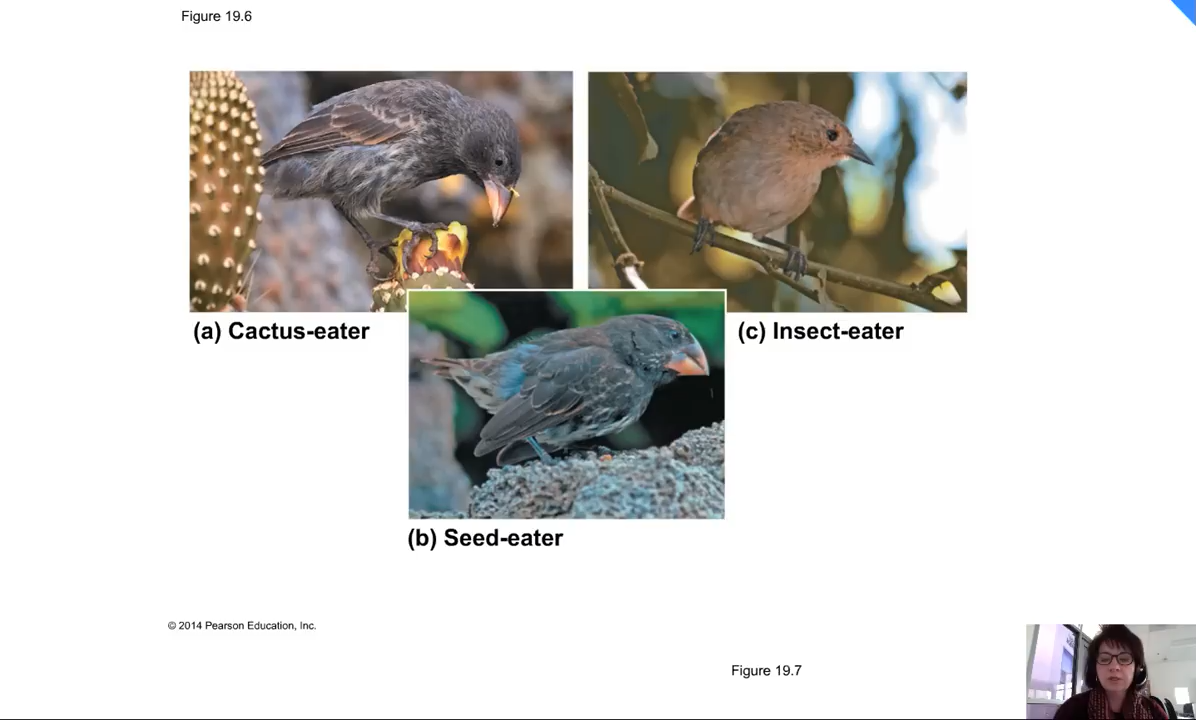 Figure 19.6
(a) Cactus-eater
(c) Insect-eater
(b) Seed-eater
© 2014 Pearson Education, Inc.
Figure 19.7